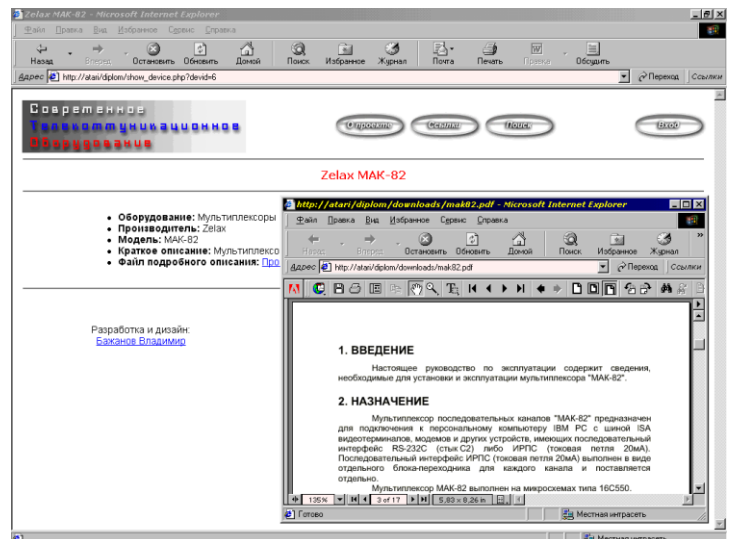 Zelax MAK-82 - Microsoft Internet Explorer
Файл Правка Вид Избранное Сервис Справка
Назад Вперед Остановить Обновить Домой Поиск Избранное Журнал Почта Печать Правка Обсудить
Адрес http://atari/diplom/show_device.php?devid=6 Переход Ссылки
Современное
Телекоммуникационное
Оборудование
О проекте Ссылки Поиск Вход
Zelax MAK-82
Оборудование: Мультиплексоры
Производитель: Zelax
Модель: MAK-82
Краткое описание: Мультиплексо
Файл подробного описания: Про
Разработка и дизайн:
Бажанов Владимир
http://atari/diplom/downloads/mak82.pdf - Microsoft Internet Explorer
Файл Правка Вид Избранное Сервис Справка
Назад Вперед Остановить Обновить Домой Поиск Избранное Журнал
Адрес http://atari/diplom/downloads/mak82.pdf Переход Ссылки
1. ВВЕДЕНИЕ
Настоящее руководство по эксплуатации содержит сведения,
необходимые для установки и эксплуатации мультиплексора "МАК-82".
2. НАЗНАЧЕНИЕ
Мультиплексор последовательных каналов "МАК-82" предназначен
для подключения к персональному компьютеру IBM PC с шиной ISA
видеотерминалов, модемов и других устройств, имеющих последовательный
интерфейс RS-232C (стык С2) либо ИРПС (токовая петля 20мА).
Последовательный интерфейс ИРПС (токовая петля 20мА) выполнен в виде
отдельного блока-переходника для каждого канала и поставляется
отдельно.
Мультиплексор МАК-82 выполнен на микросхемах типа 16С550.
135% 3 of 17 5,83 x 8,26 in
Готово Местная интрасеть
Местная интрасеть